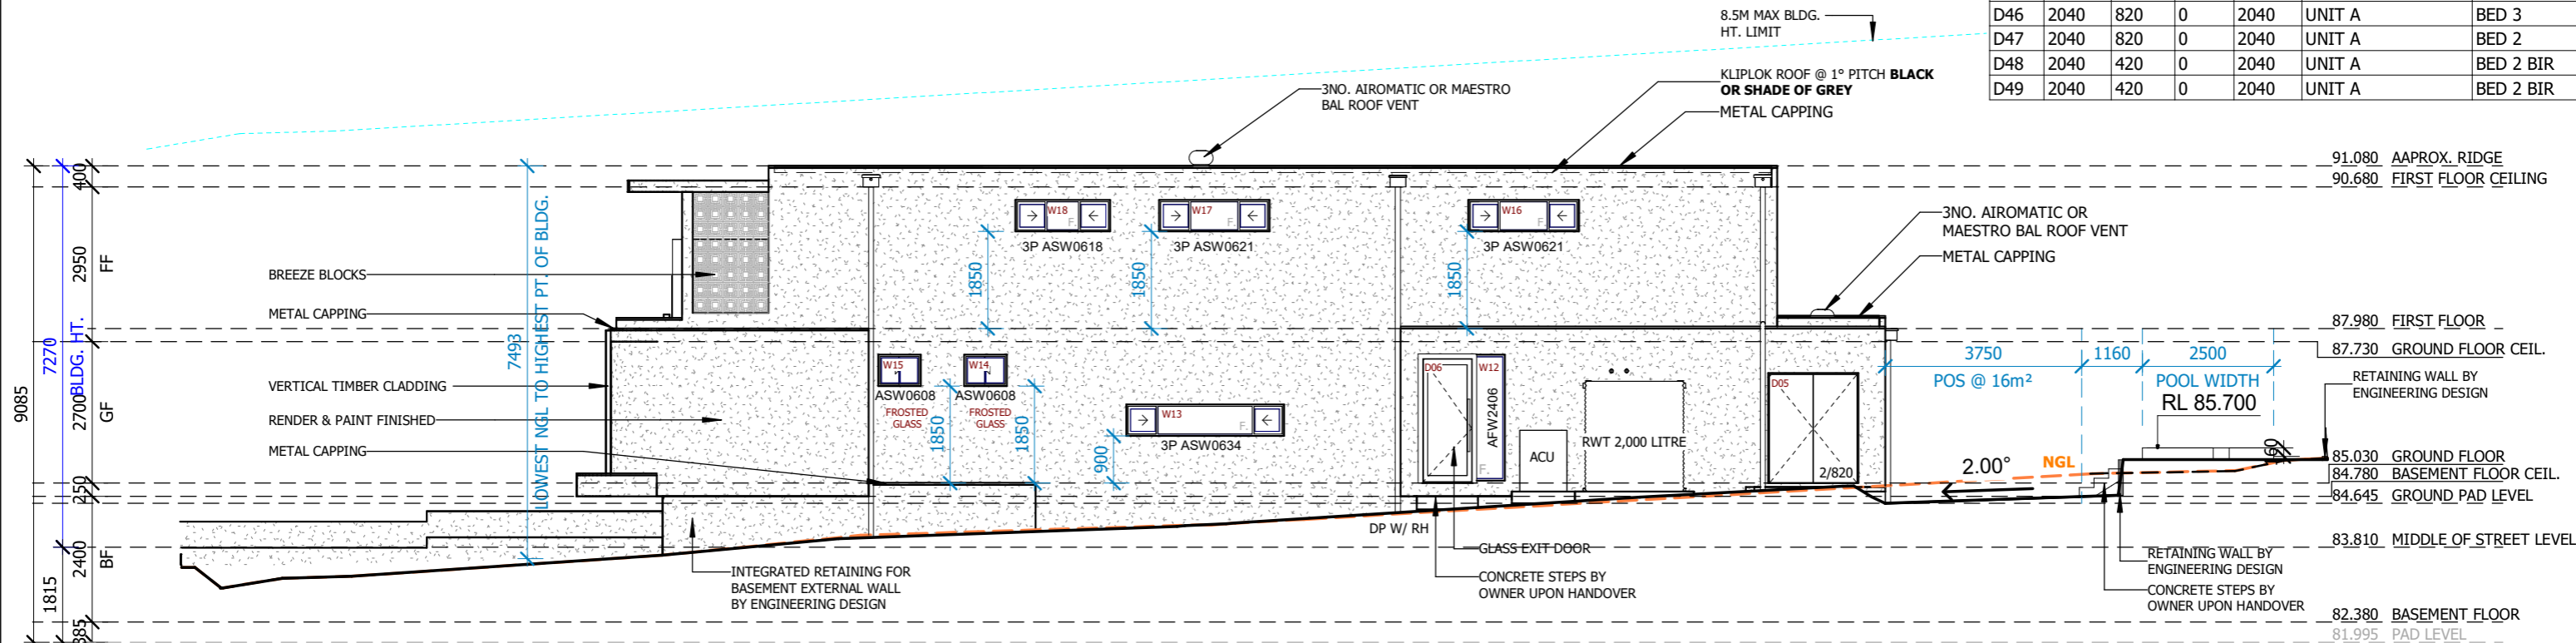 8.5M MAX BLDG.
HT. LIMIT
D46 2040 820 0 2040 UNIT A BED 3
D47 2040 820 0 2040 UNIT A BED 2
D48 2040 420 0 2040 UNIT A BED 2 BIR
D49 2040 420 0 2040 UNIT A BED 2 BIR
3NO. AIROMATIC OR MAESTRO
BAL ROOF VENT
KLIPLOK ROOF @ 1° PITCH BLACK
OR SHADE OF GREY
METAL CAPPING
91.080 AAPROX. RIDGE
90.680 FIRST FLOOR CEILING
3NO. AIROMATIC OR
MAESTRO BAL ROOF VENT
METAL CAPPING
400
2950
FF
2700
GF
250
2400
BF
385
7270
BLDG. HT.
1815
9085
7493
LOWEST NGL TO HIGHEST PT. OF BLDG.
BREEZE BLOCKS
METAL CAPPING
VERTICAL TIMBER CLADDING
RENDER & PAINT FINISHED
METAL CAPPING
W18
F.
3P ASW0618
W17
F.
3P ASW0621
W16
F.
3P ASW0621
1850
1850
1850
W15
ASW0608
FROSTED
GLASS
W14
ASW0608
FROSTED
GLASS
1850
1850
W13
F.
3P ASW0634
900
D06
W12
AFW2406
F.
ACU
RWT 2,000 LITRE
D05
2/820
87.980 FIRST FLOOR
87.730 GROUND FLOOR CEIL.
3750
1160
2500
POS @ 16m²
POOL WIDTH
RL 85.700
RETAINING WALL BY
ENGINEERING DESIGN
60
2.00°
NGL
85.030 GROUND FLOOR
84.780 BASEMENT FLOOR CEIL.
84.645 GROUND PAD LEVEL
83.810 MIDDLE OF STREET LEVEL
DP W/ RH
GLASS EXIT DOOR
CONCRETE STEPS BY
OWNER UPON HANDOVER
INTEGRATED RETAINING FOR
BASEMENT EXTERNAL WALL
BY ENGINEERING DESIGN
RETAINING WALL BY
ENGINEERING DESIGN
CONCRETE STEPS BY
OWNER UPON HANDOVER
82.380 BASEMENT FLOOR
81.995 PAD LEVEL